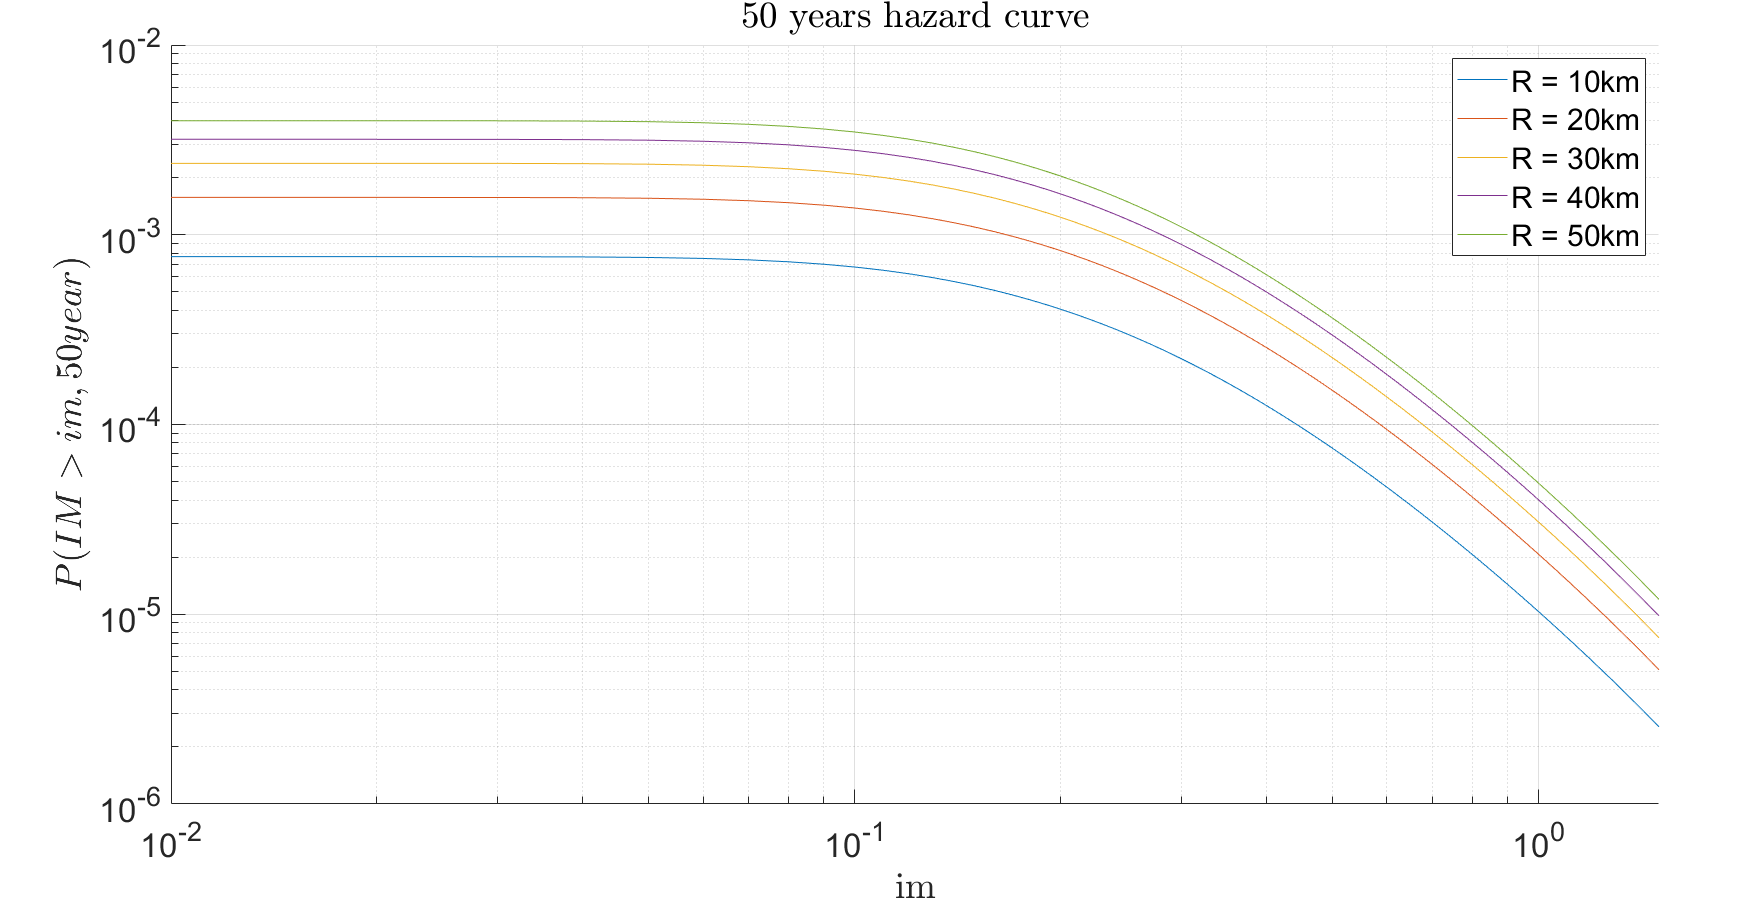 50 years hazard curve
10^-2
10^-3
10^-4
10^-5
10^-6
P(IM > im, 50year)
R = 10km
R = 20km
R = 30km
R = 40km
R = 50km
10^-2 10^-1 10^0
im